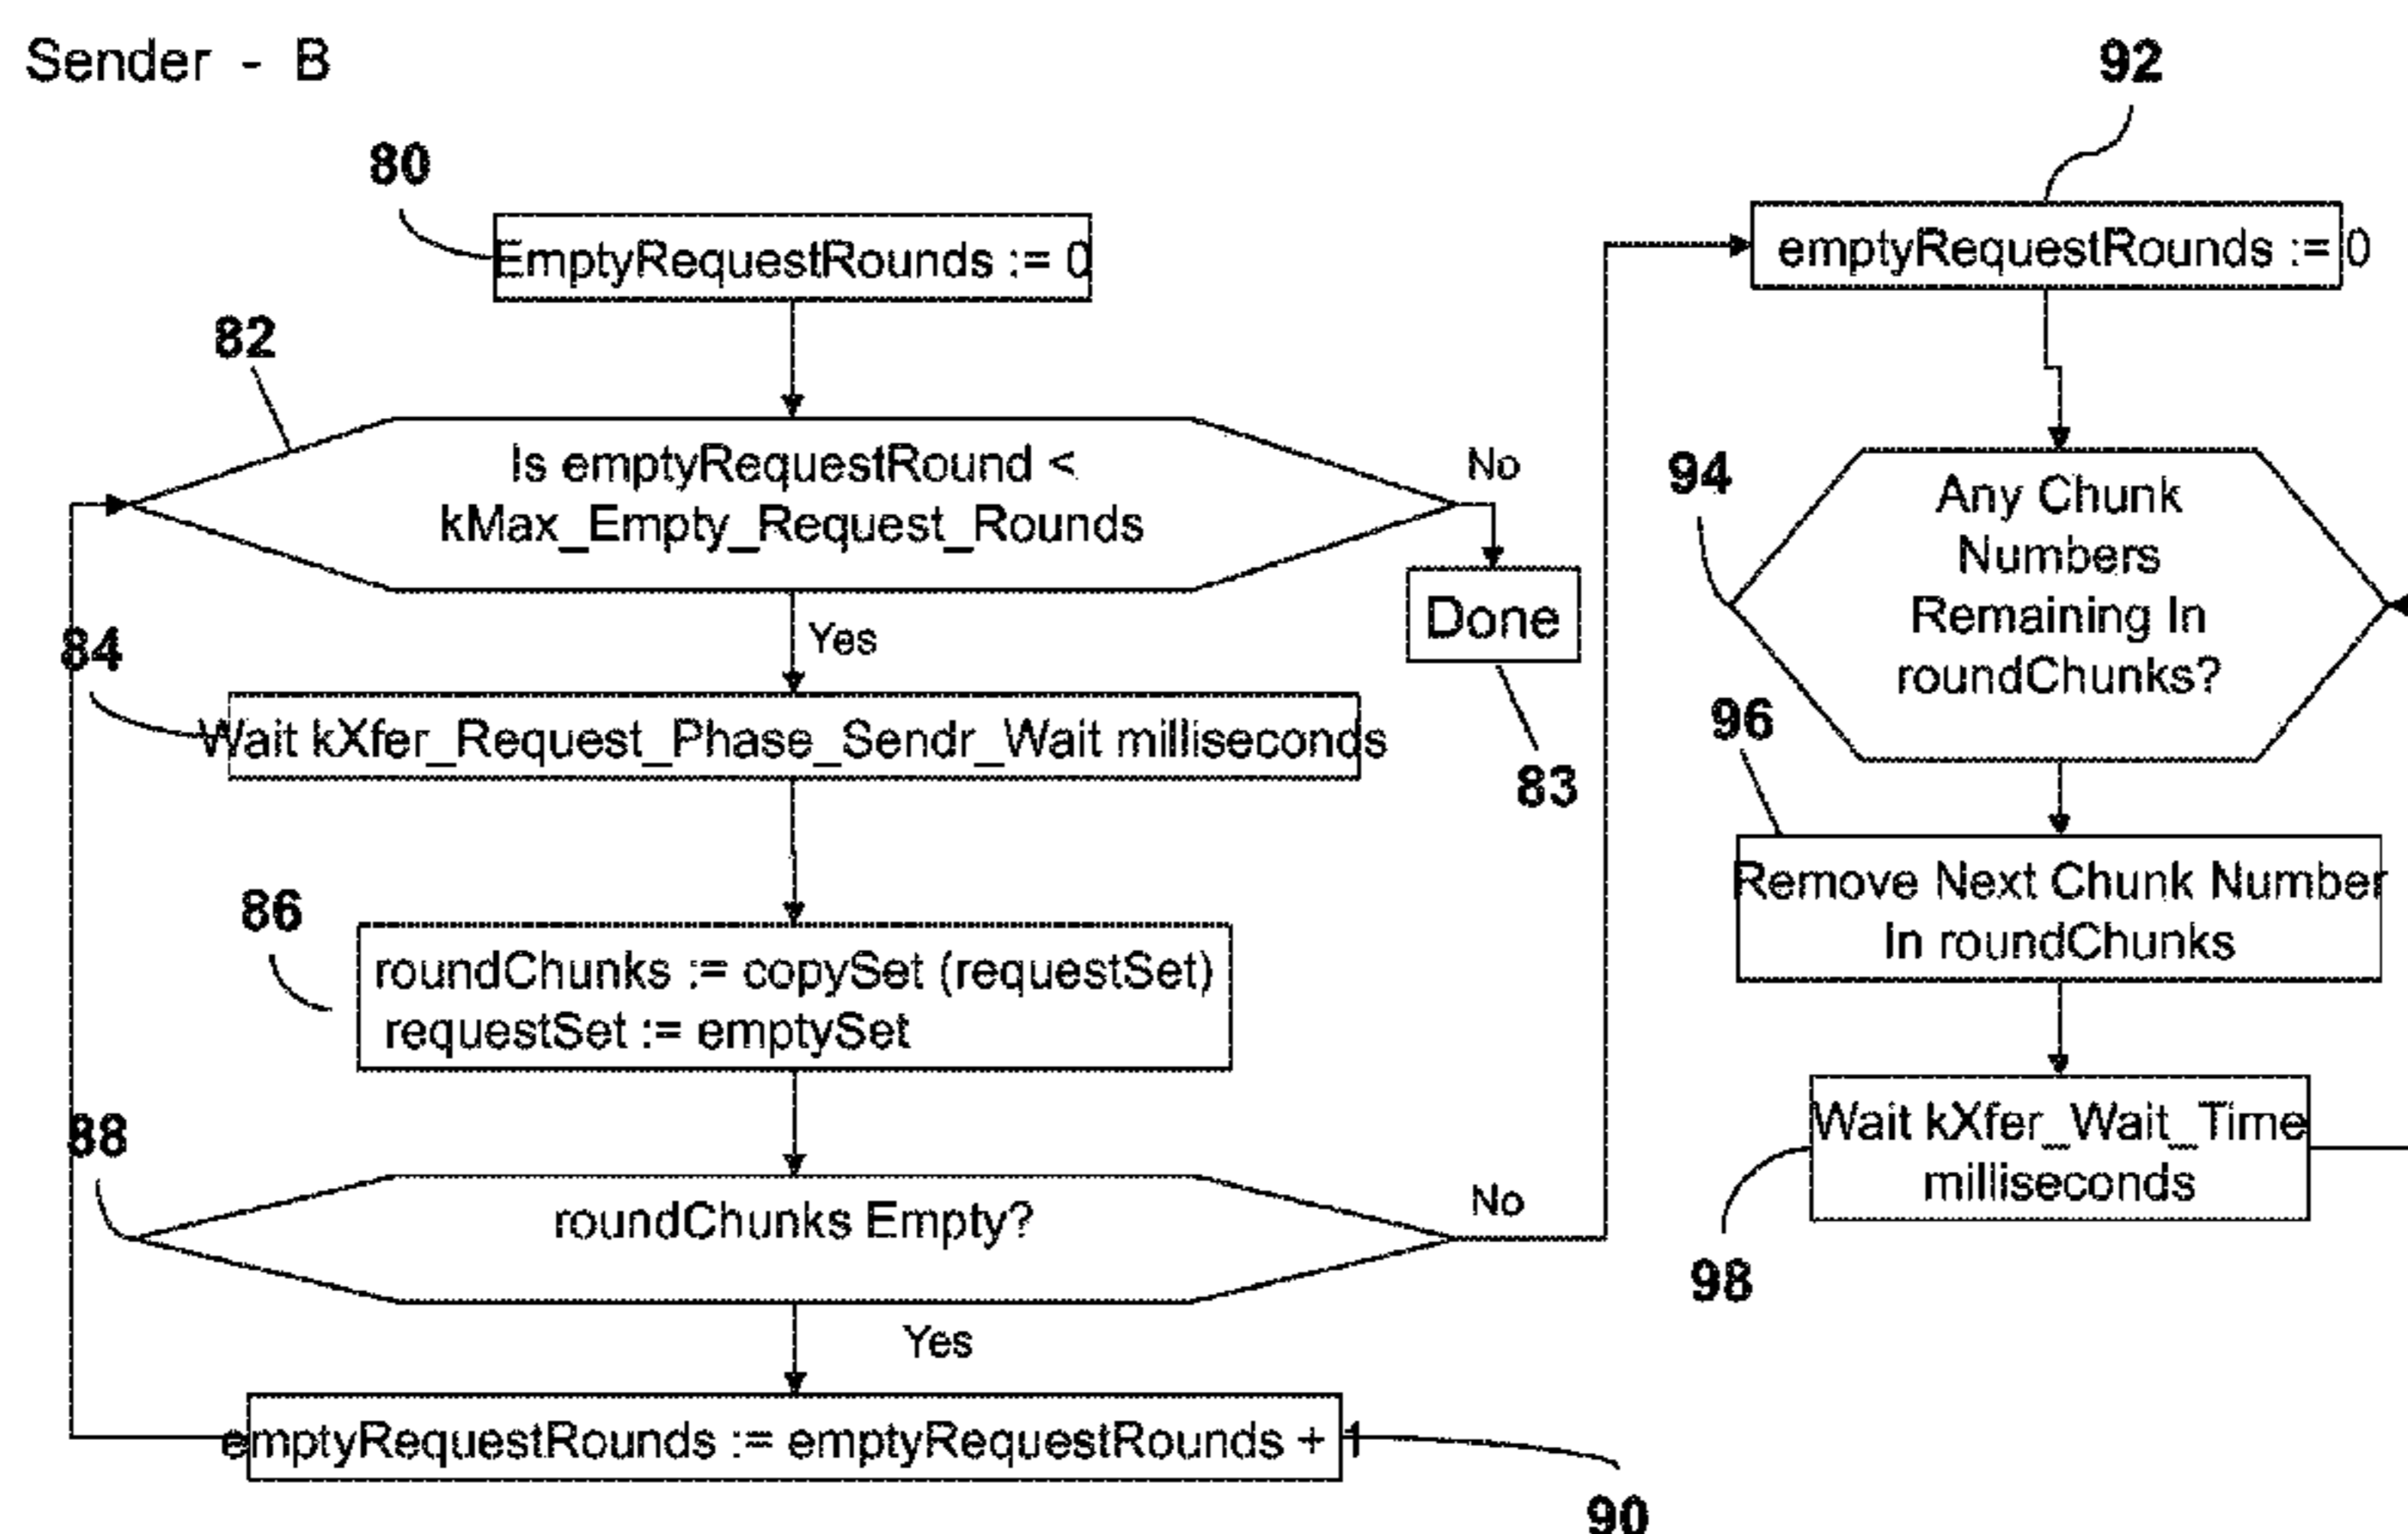 Sender - B
80
EmptyRequestRounds := 0
82
Is emptyRequestRound <
kMax_Empty_Request_Rounds
No
Done
83
Yes
84
Wait kXfer_Request_Phase_Sendr_Wait milliseconds
86
roundChunks := copySet (requestSet)
requestSet := emptySet
88
roundChunks Empty?
No
Yes
emptyRequestRounds := emptyRequestRounds + 1
90
92
emptyRequestRounds := 0
94
Any Chunk
Numbers
Remaining In
roundChunks?
96
Remove Next Chunk Number
In roundChunks
Wait kXfer_Wait_Time
milliseconds
98